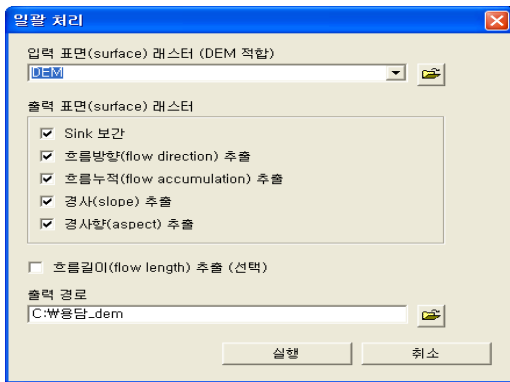 일괄 처리
입력 표면(surface) 래스터 (DEM 적합)
DEM
출력 표면(surface) 래스터
Sink 보간
흐름방향(flow direction) 추출
흐름누적(flow accumulation) 추출
경사(slope) 추출
경사향(aspect) 추출
흐름길이(flow length) 추출 (선택)
출력 경로
C:₩용담_dem
실행 취소